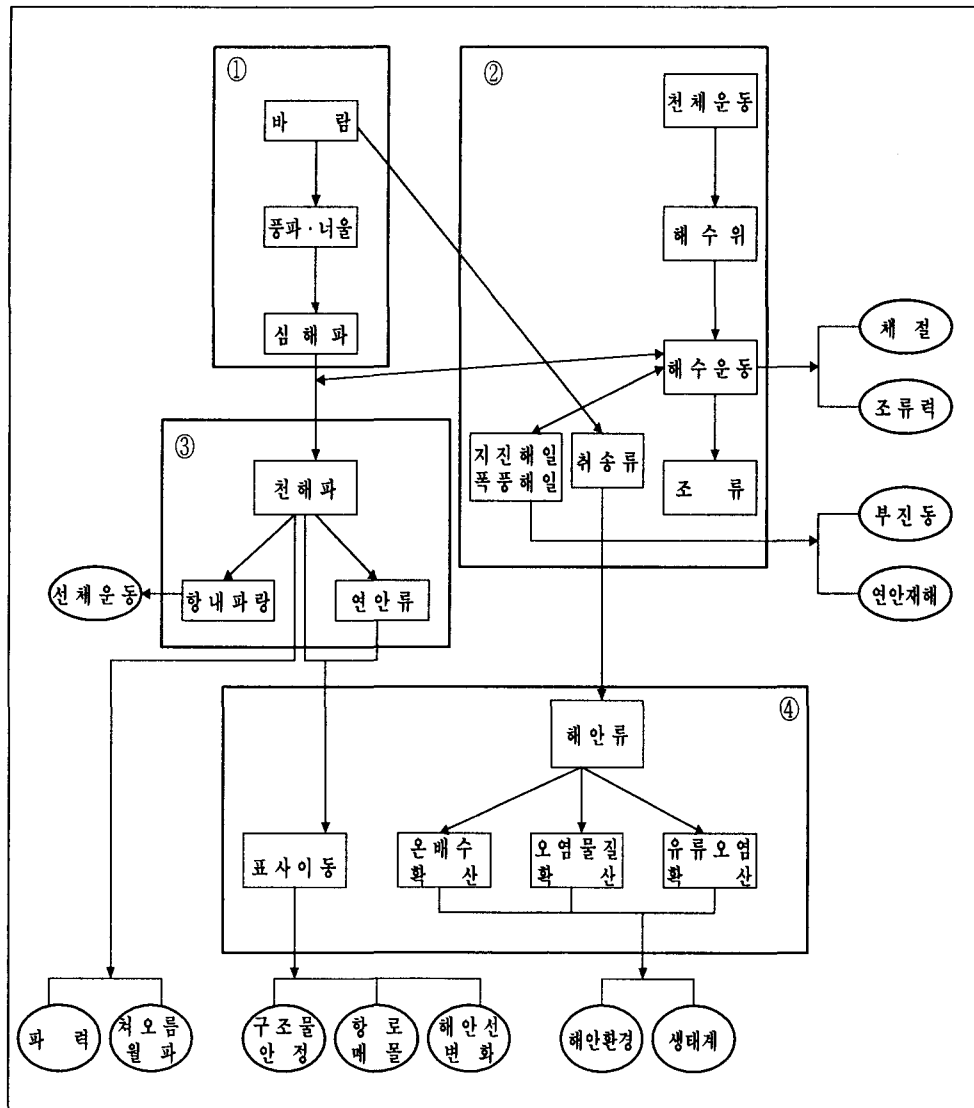 ①
바 람
풍파·너울
심해파
②
천체운동
해수위
해수운동
지진해일
폭풍해일
취송류
조 류
체 절
조류력
부진동
연안재해
③
천해파
항내파랑
연안류
선체운동
④
해안류
표사이동
온배수
확 산
오염물질
확 산
유류오염
확 산
파 력
쳐오름
월 파
구조물
안 정
항 로
매 몰
해안선
변 화
해안환경
생태계